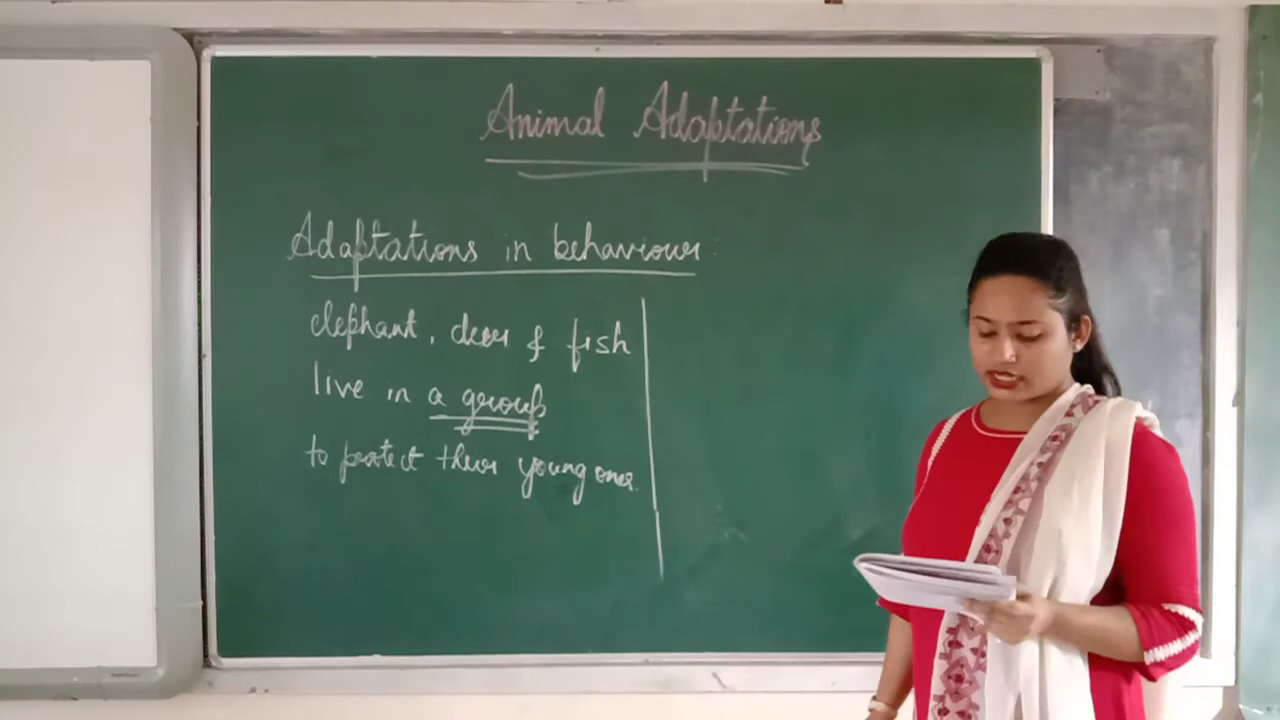 Animal Adaptations
Adaptations in behaviour
elephant, deer & fish
live in a group
to protect their young ones.